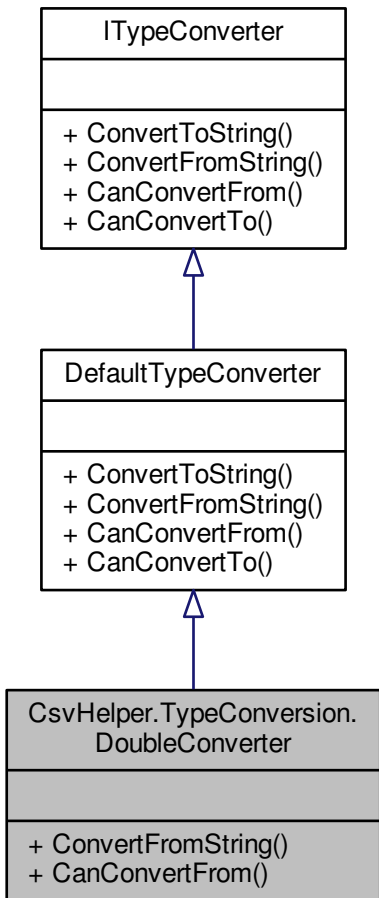 ITypeConverter
+ ConvertToString()
+ ConvertFromString()
+ CanConvertFrom()
+ CanConvertTo()
DefaultTypeConverter
+ ConvertToString()
+ ConvertFromString()
+ CanConvertFrom()
+ CanConvertTo()
CsvHelper.TypeConversion.
DoubleConverter
+ ConvertFromString()
+ CanConvertFrom()